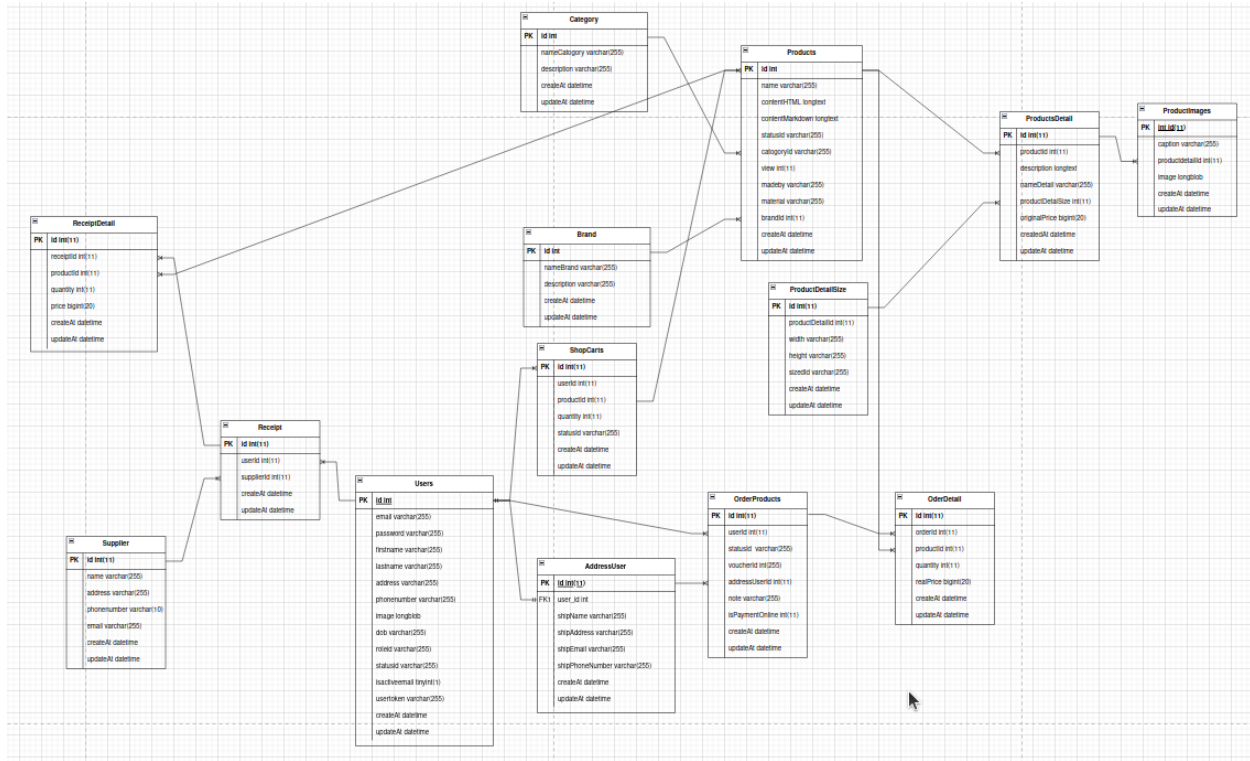 Category
PK id int
nameCatogory varchar(255)
description varchar(255)
createAt datetime
updateAt datetime
Products
PK id int
name varchar(255)
contentHTML longtext
contentMarkdown longtext
statusId varchar(255)
catogoryId varchar(255)
view int(11)
madeby varchar(255)
material varchar(255)
brandId int(11)
createAt datetime
updateAt datetime
ProductsDetail
PK id int(11)
productId int(11)
description longtext
nameDetail varchar(255)
productDetalSize int(11)
originalPrice bigint(20)
createdAt datetime
updateAt datetime
ProductImages
PK int id(11)
caption varchar(255)
productdetailId int(11)
image longblob
createAt datetime
updateAt datetime
ReceiptDetail
PK id int(11)
receiptId int(11)
productId int(11)
quantity int(11)
price bigint(20)
createAt datetime
updateAt datetime
Brand
PK id int
nameBrand varchar(255)
description varchar(255)
createAt datetime
updateAt datetime
ProductDetailSize
PK id int(11)
productDetailId int(11)
width varchar(255)
height varchar(255)
sizedId varchar(255)
createAt datetime
updateAt datetime
ShopCarts
PK id int(11)
userId int(11)
productId int(11)
quantity int(11)
statusId varchar(255)
createAt datetime
updateAt datetime
Receipt
PK id int(11)
userId int(11)
supplierId int(11)
createAt datetime
updateAt datetime
Users
PK id int
email varchar(255)
password varchar(255)
firstname varchar(255)
lastname varchar(255)
address varchar(255)
phonenumber varchar(255)
image longblob
dob varchar(255)
roleId varchar(255)
statusId varchar(255)
isactiveemail tinyint(1)
usertoken varchar(255)
createAt datetime
updateAt datetime
OrderProducts
PK id int(11)
userId int(11)
statusId varchar(255)
voucherId int(255)
addressUserId int(11)
note varchar(255)
isPaymentOnline int(11)
createAt datetime
updateAt datetime
OderDetail
PK id int(11)
orderId int(11)
productId int(11)
quantity int(11)
realPrice bigint(20)
createAt datetime
updateAt datetime
Supplier
PK id int(11)
name varchar(255)
address varchar(255)
phonenumber varchar(10)
email varchar(255)
createAt datetime
updateAt datetime
AddressUser
PK id int(11)
FK1 user_id int
shipName varchar(255)
shipAddress varchar(255)
shipEmail varchar(255)
shipPhoneNumber varchar(255)
createAt datetime
updateAt datetime